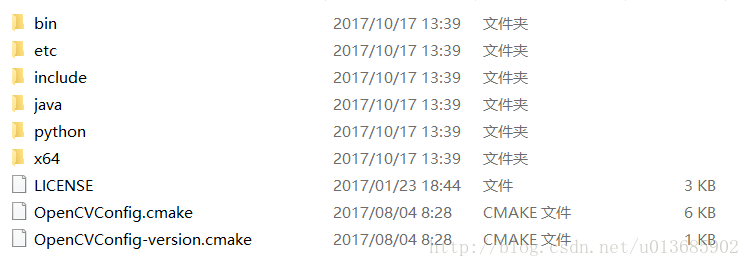 bin 2017/10/17 13:39 文件夹
etc 2017/10/17 13:39 文件夹
include 2017/10/17 13:39 文件夹
java 2017/10/17 13:39 文件夹
python 2017/10/17 13:39 文件夹
x64 2017/10/17 13:39 文件夹
LICENSE 2017/01/23 18:44 文件 3 KB
OpenCVConfig.cmake 2017/08/04 8:28 CMAKE 文件 6 KB
OpenCVConfig-version.cmake 2017/08/04 8:28 CMAKE 文件 1 KB
http://blog.csdn.net/u013685902